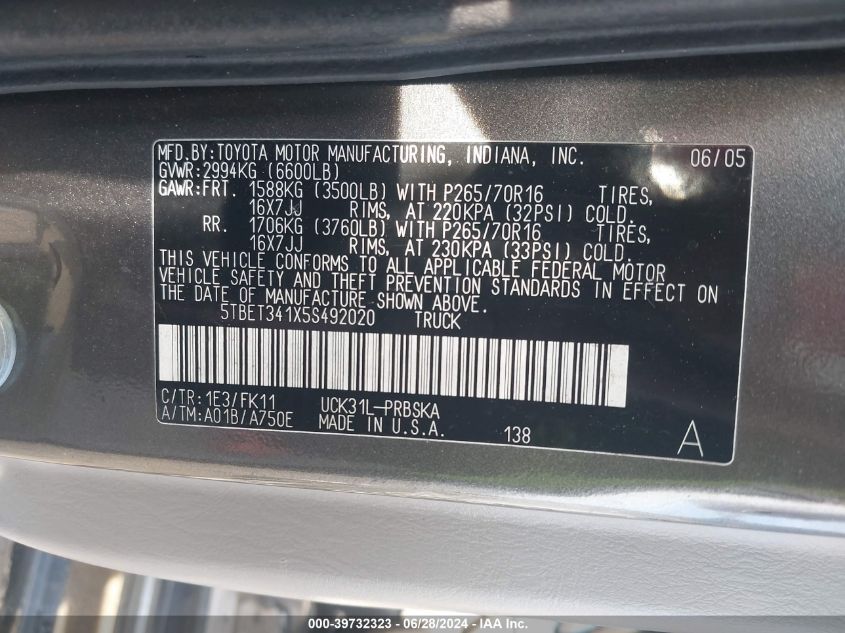 MFD.BY:TOYOTA MOTOR MANUFACTURING, INDIANA, INC. 06/05
GVWR:2994KG (6600LB)
GAWR:FRT. 1588KG (3500LB) WITH P265/70R16 TIRES,
16X7JJ RIMS, AT 220KPA (32PSI) COLD.
RR. 1706KG (3760LB) WITH P265/70R16 TIRES,
16X7JJ RIMS, AT 230KPA (33PSI) COLD.
THIS VEHICLE CONFORMS TO ALL APPLICABLE FEDERAL MOTOR
VEHICLE SAFETY AND THEFT PREVENTION STANDARDS IN EFFECT ON
THE DATE OF MANUFACTURE SHOWN ABOVE.
5TBET341X5S492020 TRUCK
C/TR:1E3/FK11 UCK31L-PRBSKA
A/TM:A01B/A750E MADE IN U.S.A. 138 A
000-39732323 - 06/28/2024 - IAA Inc.